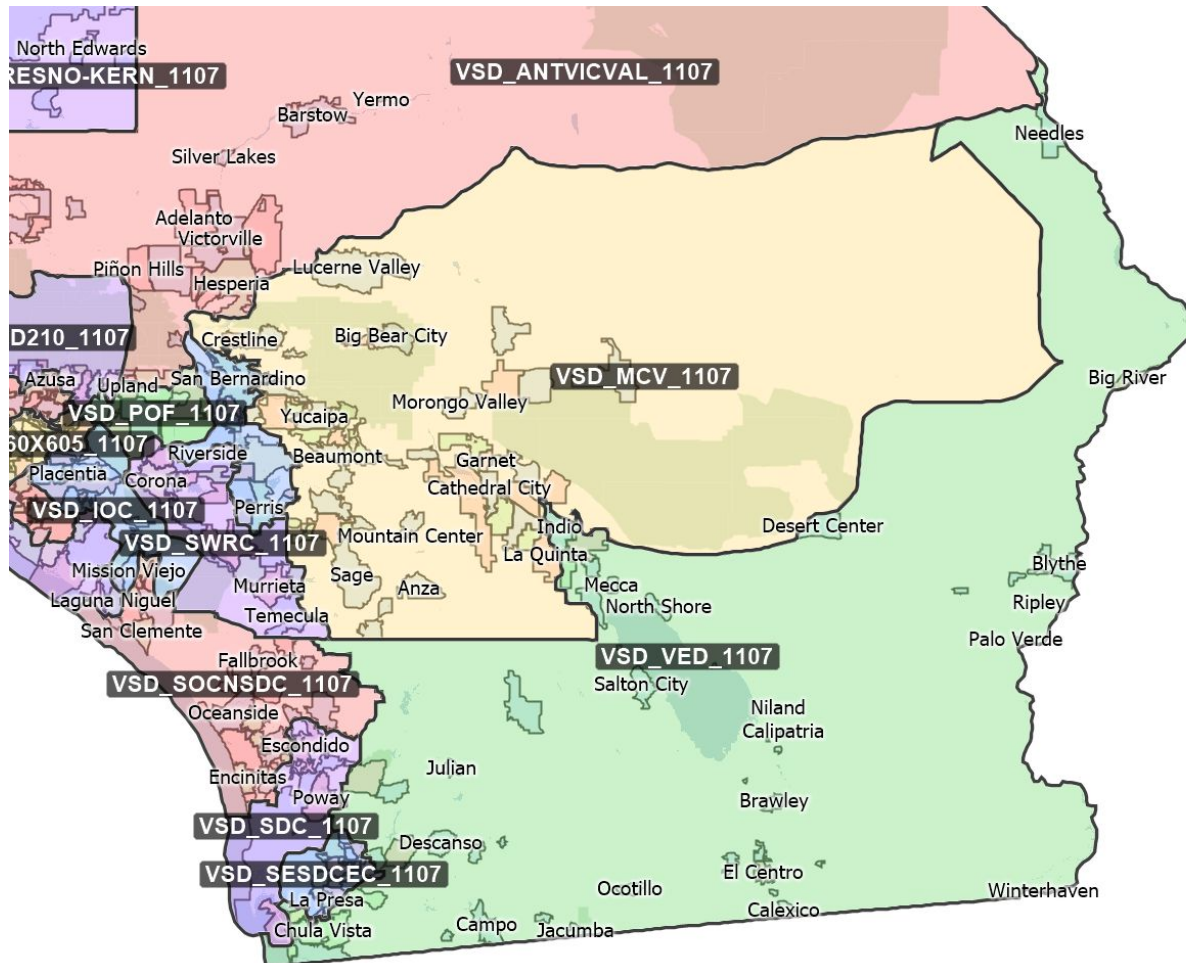 North Edwards
RESNO-KERN_1107
VSD_ANTVICVAL_1107
Yermo
Barstow
Needles
Silver Lakes
Adelanto
Victorville
Piñon Hills
Lucerne Valley
Hesperia
D210_1107
Crestline
Big Bear City
Azusa
Upland
San Bernardino
VSD_MCV_1107
Big River
VSD_POF_1107
Yucaipa
Morongo Valley
60X605_1107
Riverside
Beaumont
Garnet
Placentia
Corona
Cathedral City
VSD_IOC_1107
Perris
Mountain Center
Indio
Desert Center
VSD_SWRC_1107
La Quinta
Mission Viejo
Murrieta
Sage
Anza
Mecca
Blythe
Laguna Niguel
Temecula
North Shore
Ripley
San Clemente
Palo Verde
Fallbrook
VSD_VED_1107
VSD_SOCNSDC_1107
Salton City
Oceanside
Niland
Calipatria
Escondido
Encinitas
Julian
Poway
Brawley
VSD_SDC_1107
Descanso
VSD_SESDCEC_1107
El Centro
La Presa
Ocotillo
Winterhaven
Chula Vista
Campo
Jacumba
Calexico